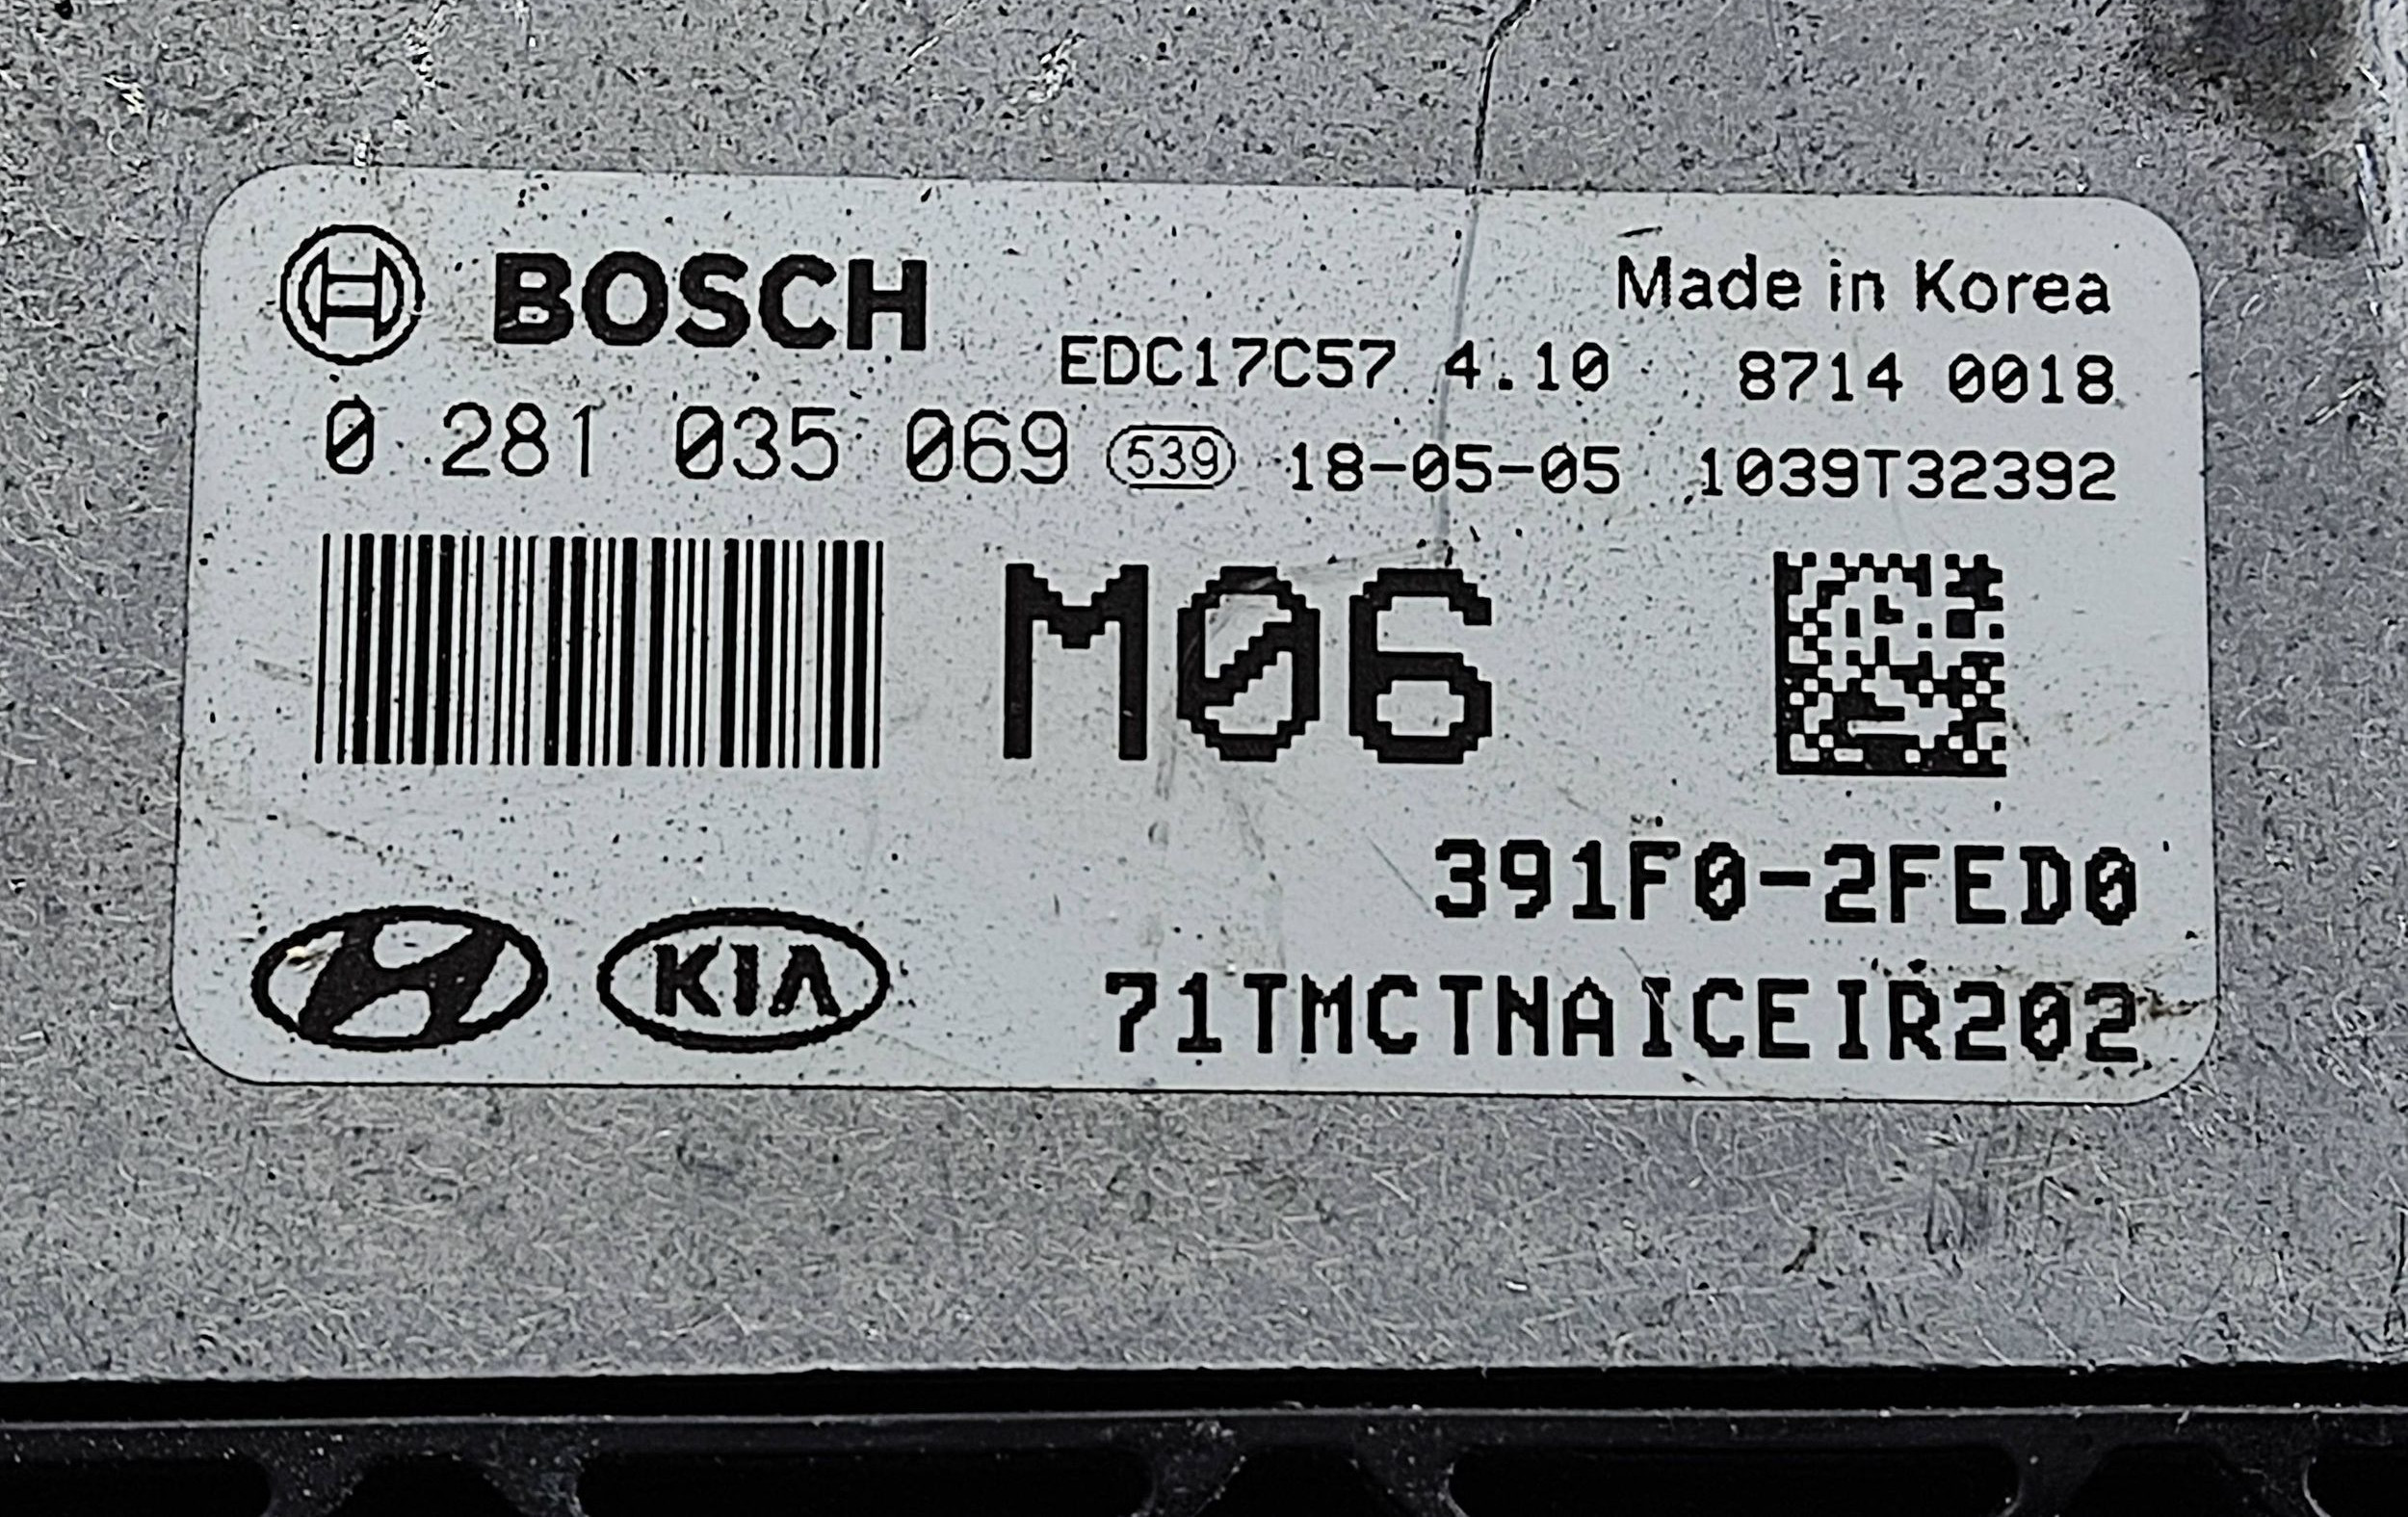 BOSCH
Made in Korea
EDC17C57 4.10 8714 0018
0 281 035 069 539 18-05-05 1039T32392
M06
391F0-2FED0
KIA
71TMCTNAICEIR202